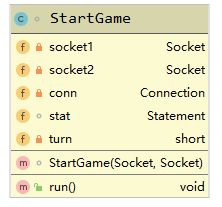 C StartGame
f socket1 Socket
f socket2 Socket
f conn Connection
f stat Statement
f turn short
m StartGame(Socket, Socket)
m run() void